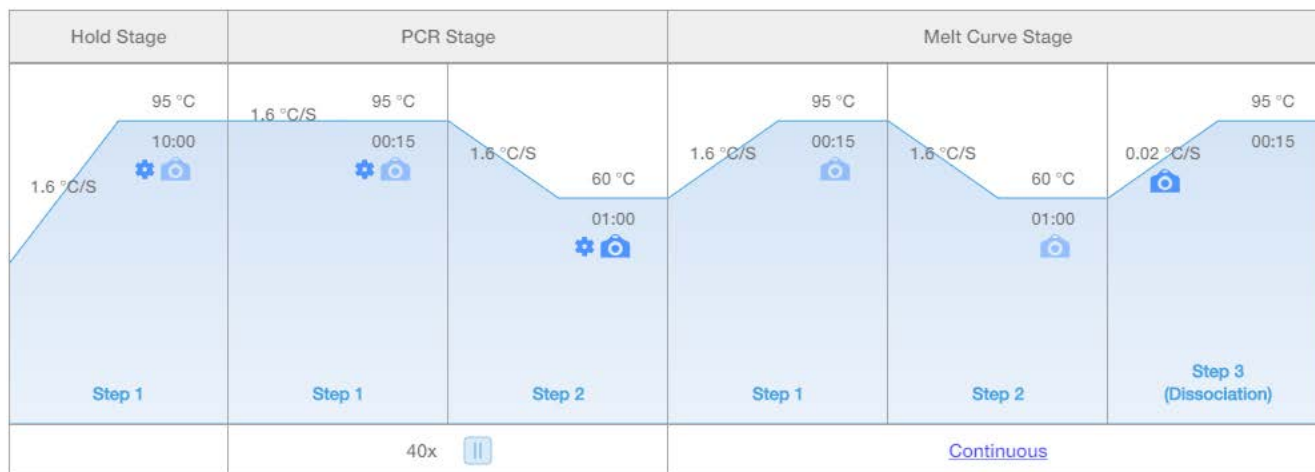 Hold Stage
PCR Stage
Melt Curve Stage
1.6 °C/S
95 °C
10:00
Step 1
1.6 °C/S
95 °C
00:15
Step 1
1.6 °C/S
60 °C
01:00
Step 2
1.6 °C/S
95 °C
00:15
Step 1
1.6 °C/S
60 °C
01:00
Step 2
0.02 °C/S
95 °C
00:15
Step 3
(Dissociation)
40x
Continuous